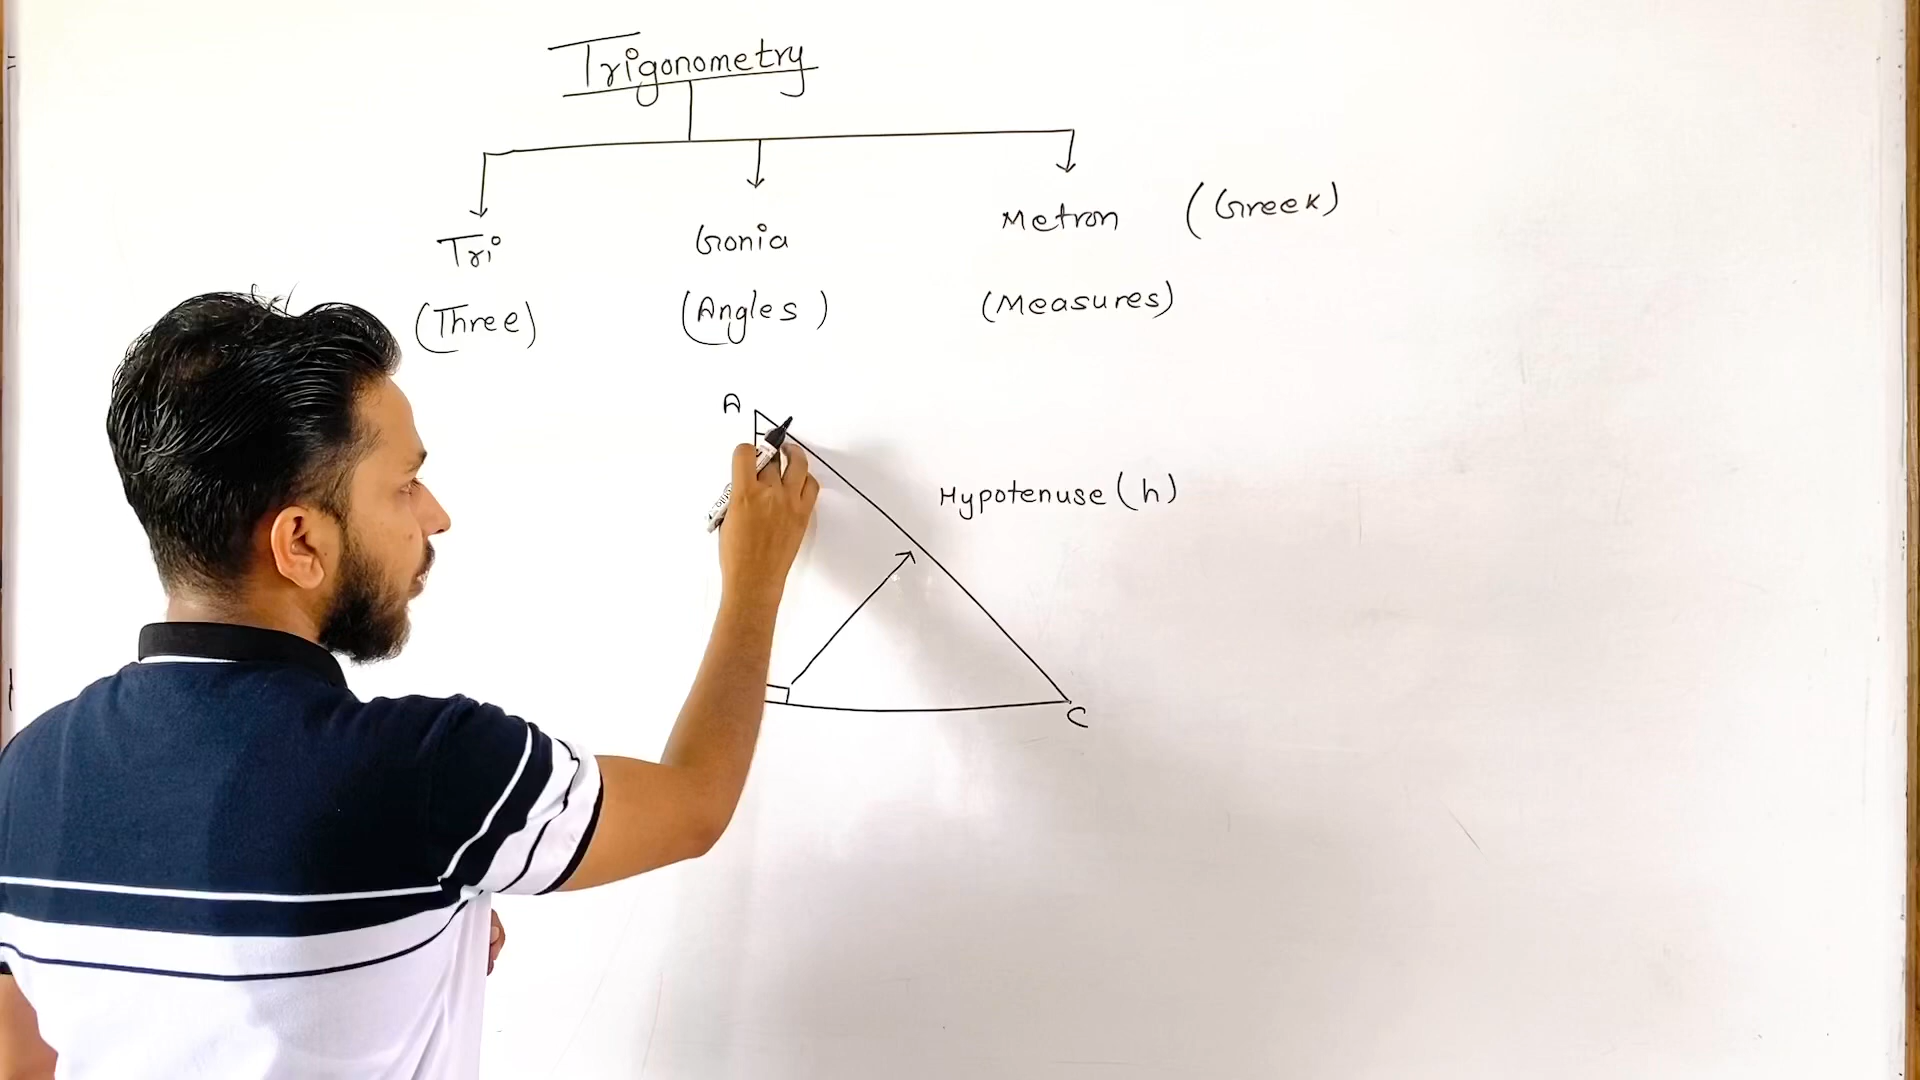 Trigonometry
Tri Gonia Metron (Greek)
(Three) (Angles) (Measures)
A
Hypotenuse (h)
C